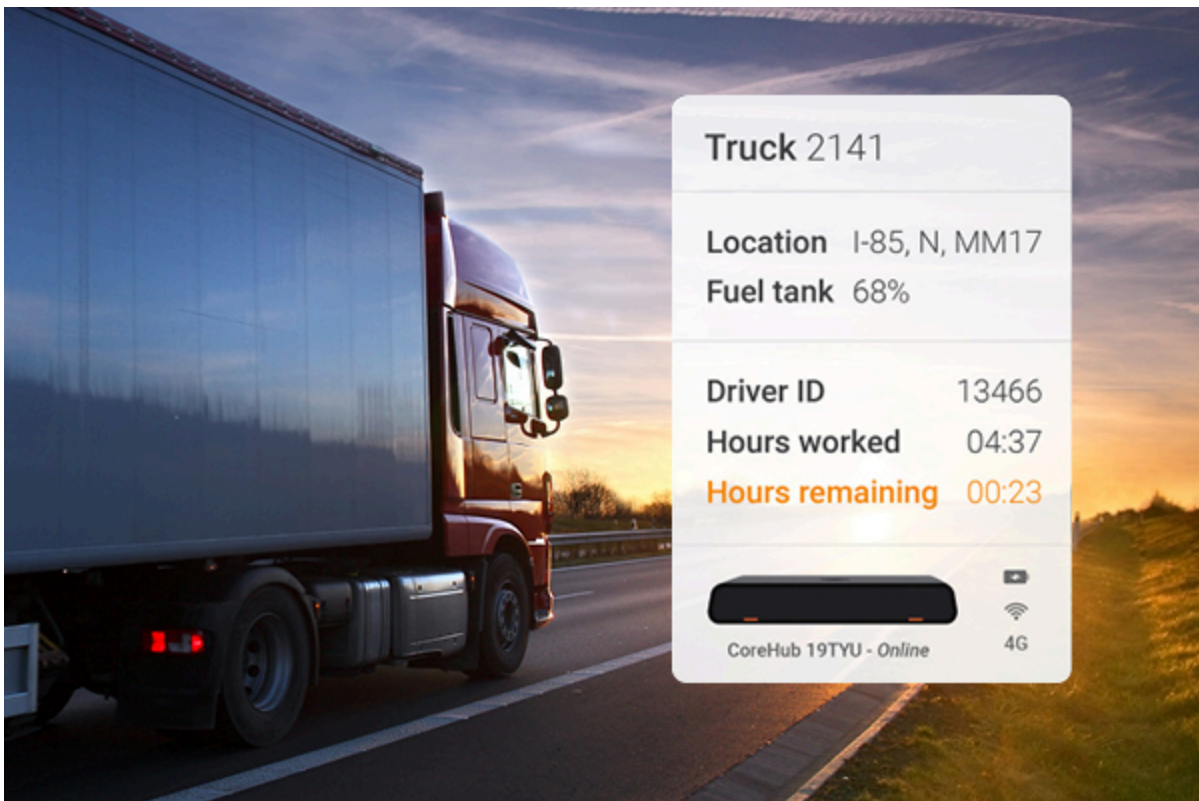 Truck 2141
Location I-85, N, MM17
Fuel tank 68%
Driver ID 13466
Hours worked 04:37
Hours remaining 00:23
CoreHub 19TYU - Online
4G